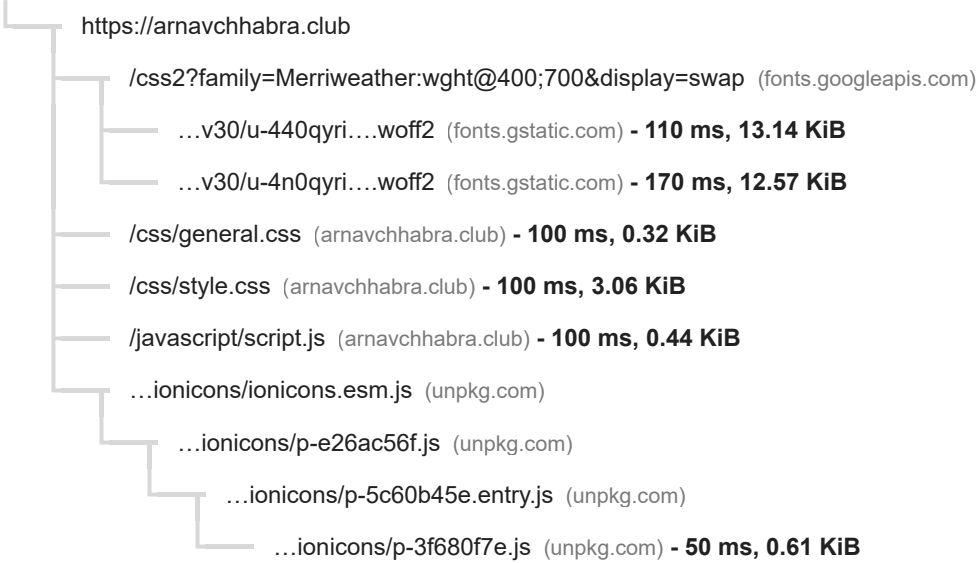 https://arnavchhabra.club
/css2?family=Merriweather:wght@400;700&display=swap (fonts.googleapis.com)
…v30/u-440qyri….woff2 (fonts.gstatic.com) - 110 ms, 13.14 KiB
…v30/u-4n0qyri….woff2 (fonts.gstatic.com) - 170 ms, 12.57 KiB
/css/general.css (arnavchhabra.club) - 100 ms, 0.32 KiB
/css/style.css (arnavchhabra.club) - 100 ms, 3.06 KiB
/javascript/script.js (arnavchhabra.club) - 100 ms, 0.44 KiB
…ionicons/ionicons.esm.js (unpkg.com)
…ionicons/p-e26ac56f.js (unpkg.com)
…ionicons/p-5c60b45e.entry.js (unpkg.com)
…ionicons/p-3f680f7e.js (unpkg.com) - 50 ms, 0.61 KiB